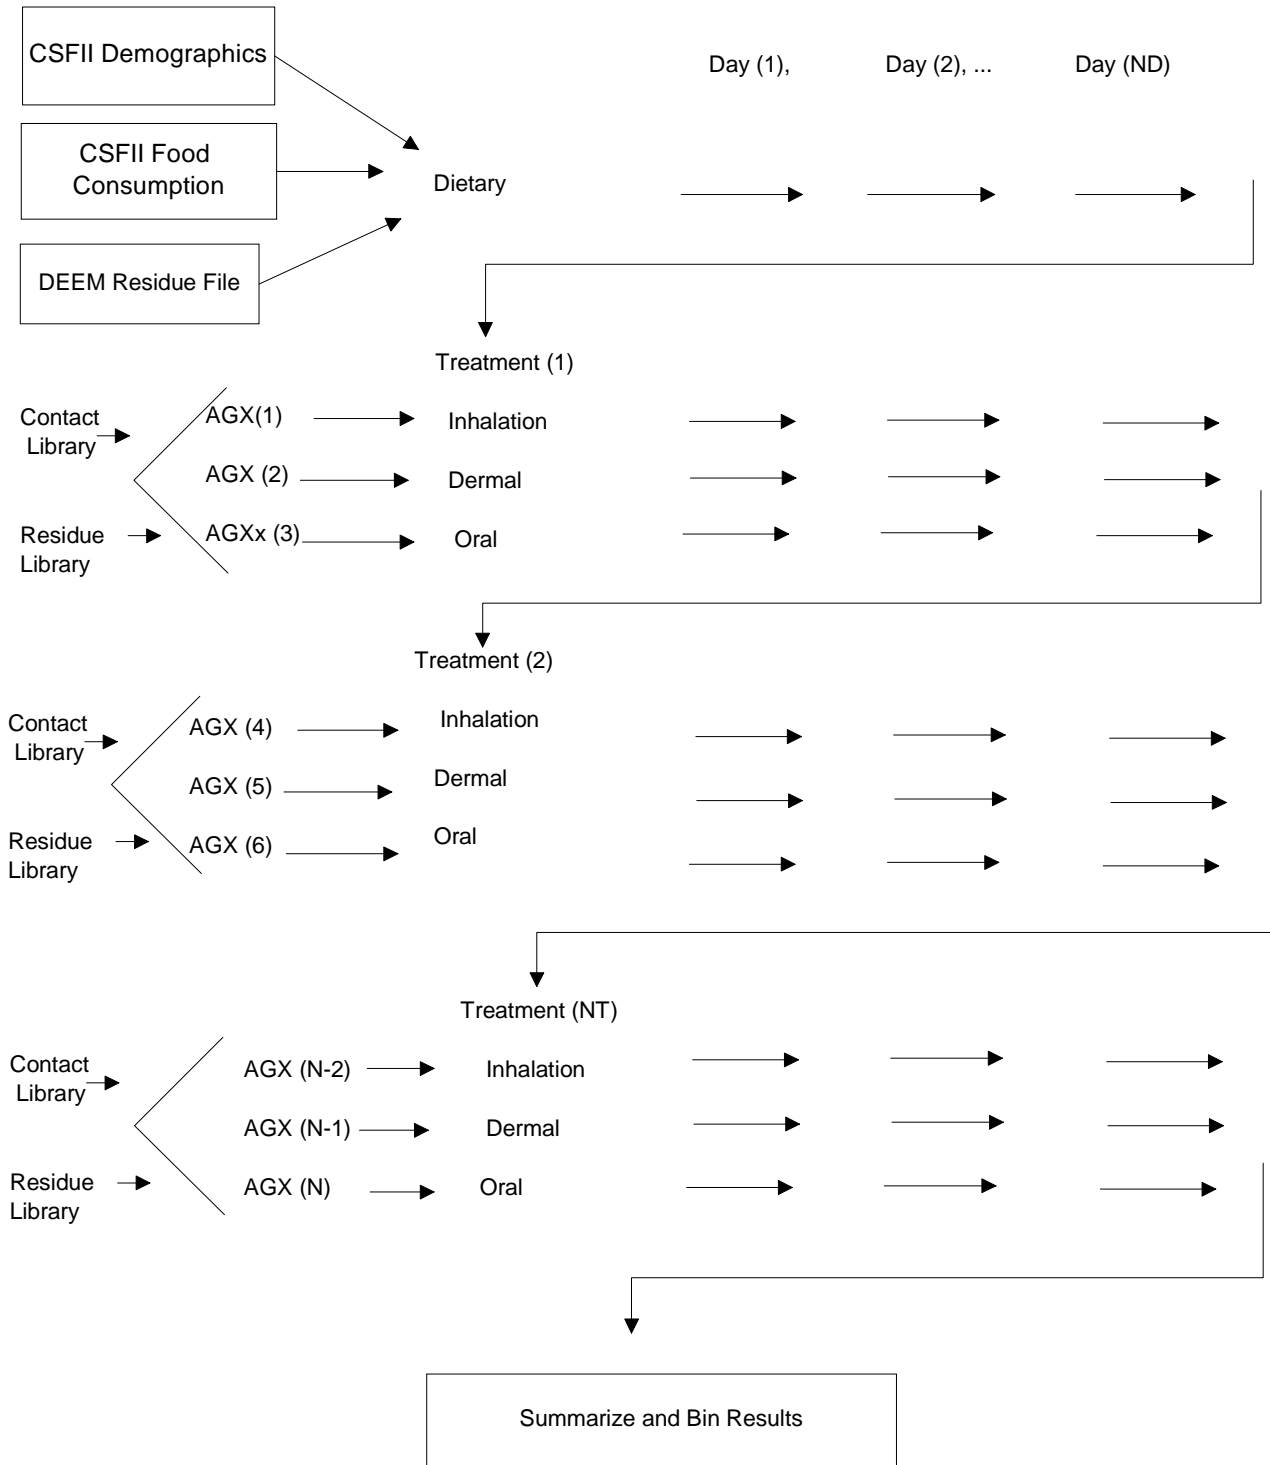 CSFII Demographics
Day (1),
Day (2), ...
Day (ND)
CSFII Food
Consumption
Dietary
DEEM Residue File
Treatment (1)
Contact
Library
AGX(1)
Inhalation
AGX (2)
Dermal
Residue
Library
AGXx (3)
Oral
Treatment (2)
Contact
Library
AGX (4)
Inhalation
AGX (5)
Dermal
Residue
Library
AGX (6)
Oral
Treatment (NT)
Contact
Library
AGX (N-2)
Inhalation
AGX (N-1)
Dermal
Residue
Library
AGX (N)
Oral
Summarize and Bin Results